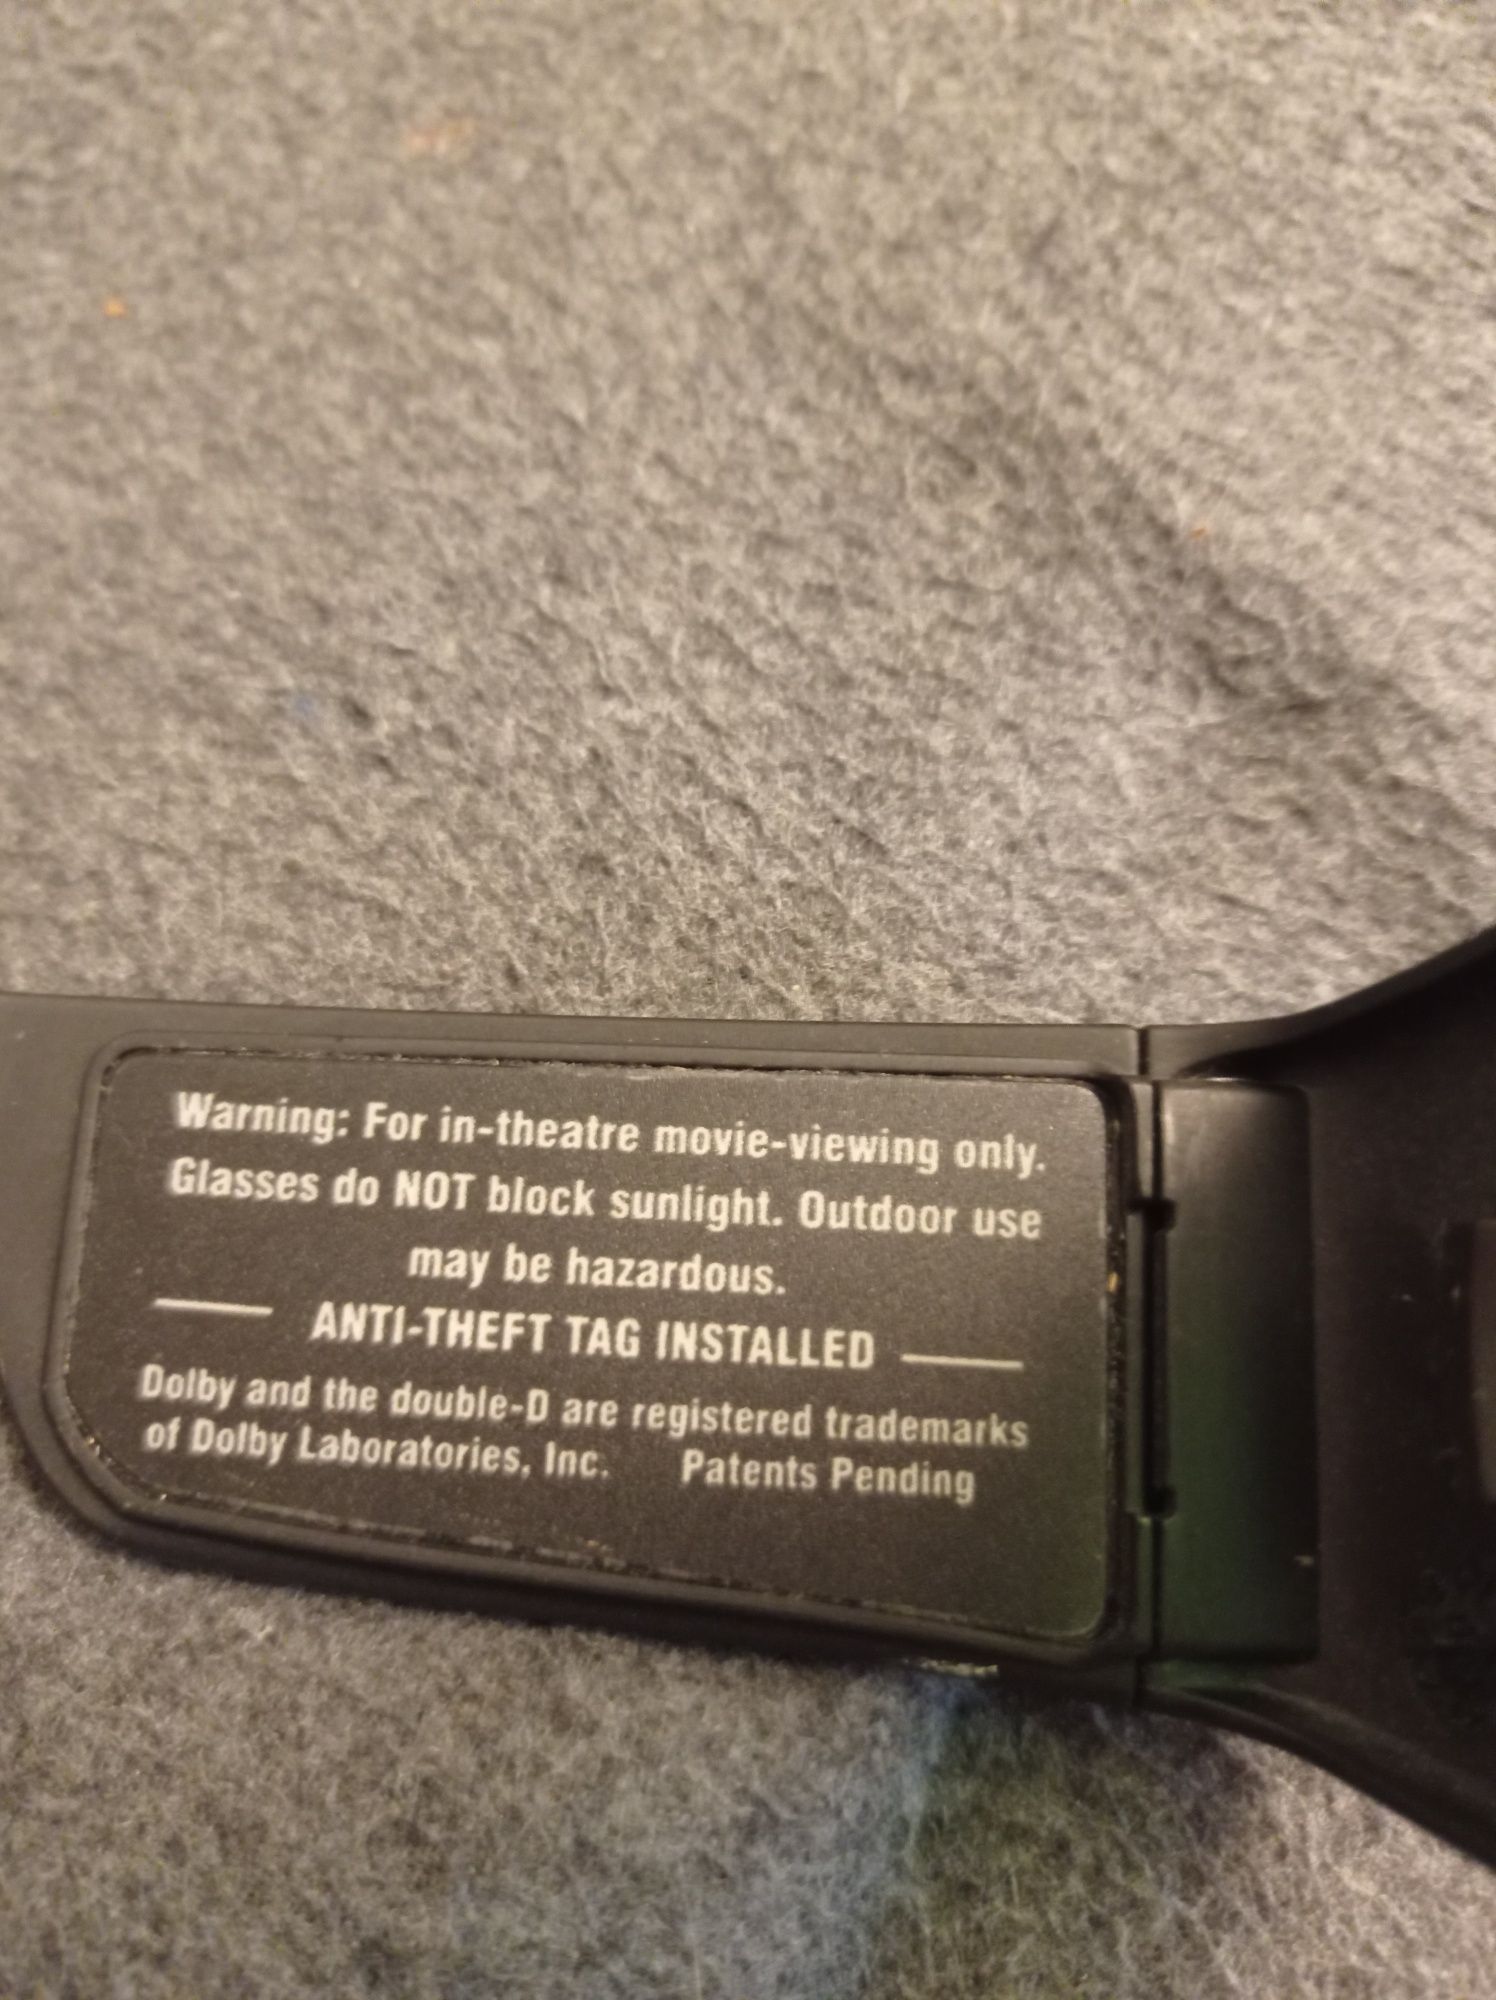 Warning: For in-theatre movie-viewing only.
Glasses do NOT block sunlight. Outdoor use
may be hazardous.
ANTI-THEFT TAG INSTALLED
Dolby and the double-D are registered trademarks
of Dolby Laboratories, Inc. Patents Pending